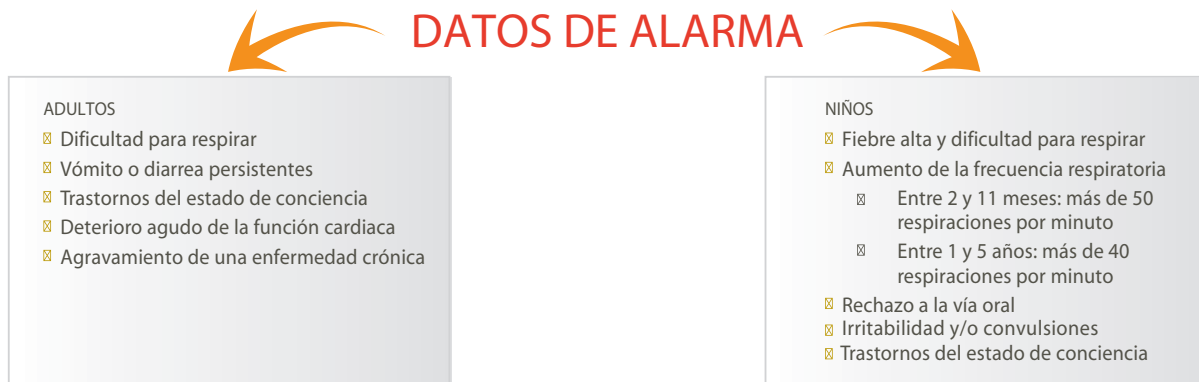 DATOS DE ALARMA
ADULTOS
Dificultad para respirar
Vómito o diarrea persistentes
Trastornos del estado de conciencia
Deterioro agudo de la función cardiaca
Agravamiento de una enfermedad crónica
NIÑOS
Fiebre alta y dificultad para respirar
Aumento de la frecuencia respiratoria
Entre 2 y 11 meses: más de 50
respiraciones por minuto
Entre 1 y 5 años: más de 40
respiraciones por minuto
Rechazo a la vía oral
Irritabilidad y/o convulsiones
Trastornos del estado de conciencia